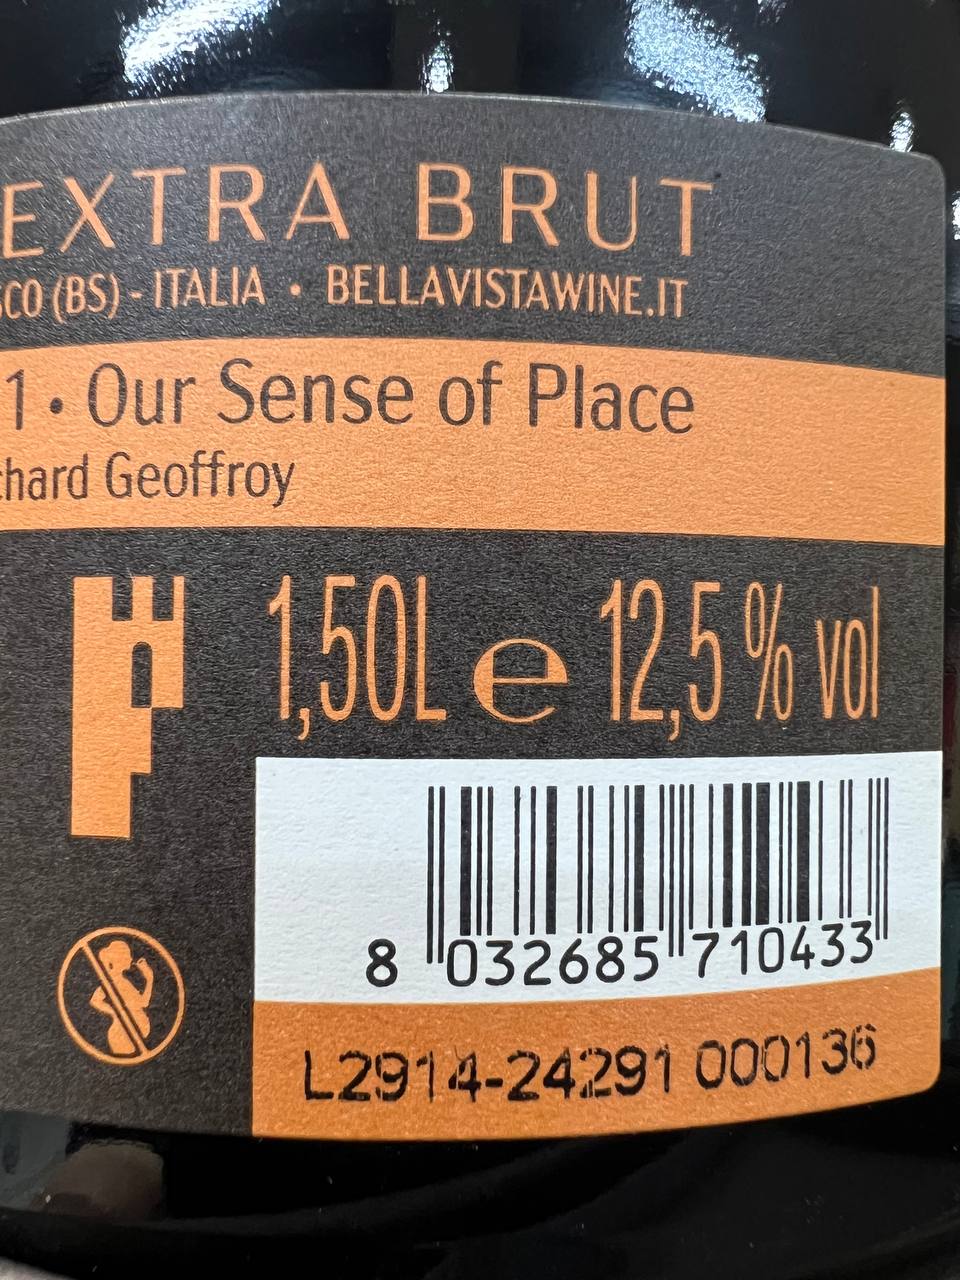 EXTRA BRUT
SCO (BS) - ITALIA • BELLAVISTAWINE.IT
1 • Our Sense of Place
chard Geoffroy
1,50L e 12,5 % vol
8 032685 710433
L2914-24291 000136